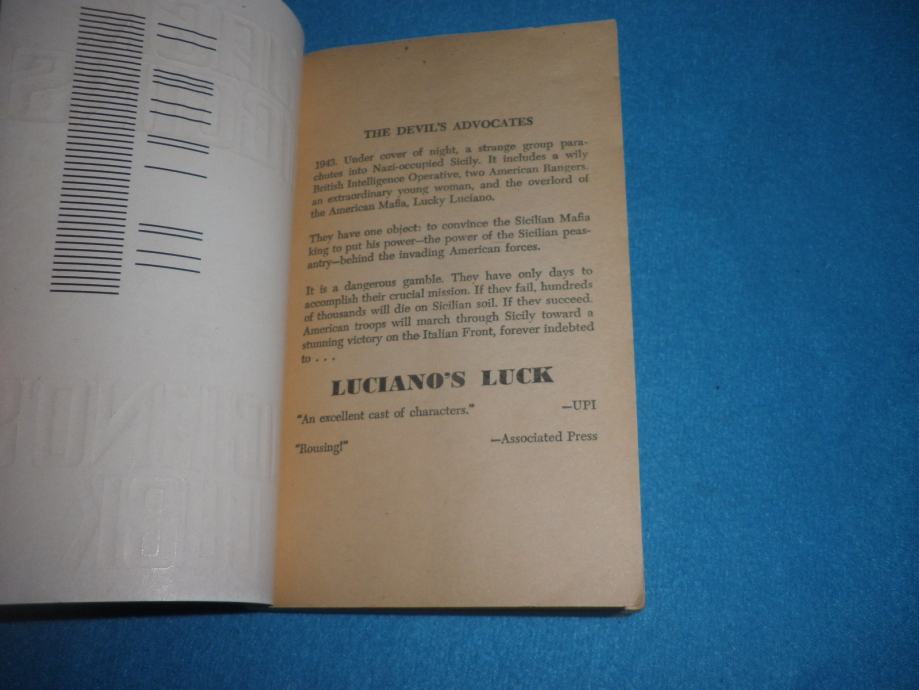 THE DEVIL'S ADVOCATES
1943. Under cover of night, a strange group para-
chutes into Nazi-occupied Sicily. It includes a wily
British Intelligence Operative, two American Rangers,
an extraordinary young woman, and the overlord of
the American Mafia, Lucky Luciano.
They have one object: to convince the Sicilian Mafia
king to put his power—the power of the Sicilian peas-
antry—behind the invading American forces.
It is a dangerous gamble. They have only days to
accomplish their crucial mission. If they fail, hundreds
of thousands will die on Sicilian soil. If they succeed,
American troops will march through Sicily toward a
stunning victory on the Italian Front, forever indebted
to . . .
LUCIANO'S LUCK
"An excellent cast of characters." —UPI
"Rousing!" —Associated Press